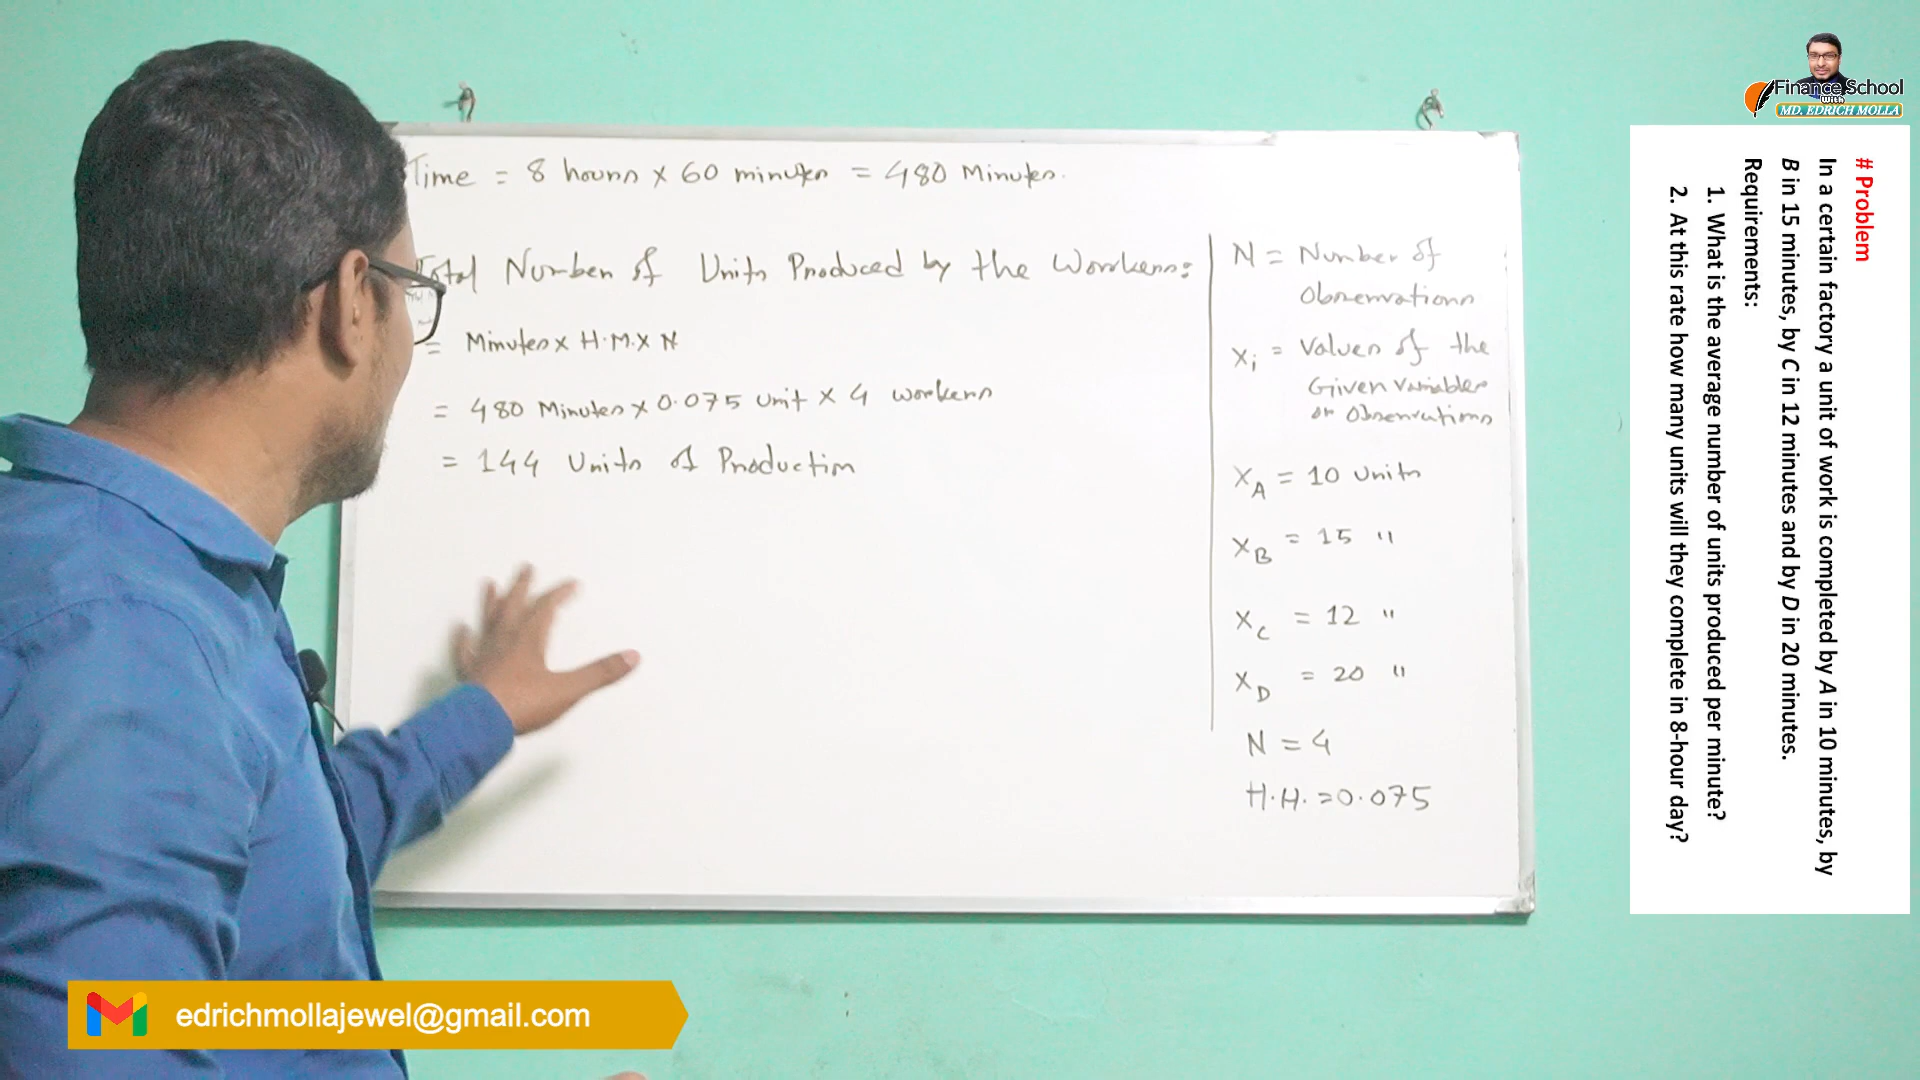 Time = 8 hours × 60 minutes = 480 Minutes.
Total Number of Units Produced by the Workers:
= Minutes × H.M. × N
= 480 Minutes × 0.075 Unit × 4 workers
= 144 Units of Production
N = Number of
Observations
Xi = Values of the
Given Variables
or Observations
XA = 10 Units
XB = 15 "
XC = 12 "
XD = 20 "
N = 4
H.H. = 0.075
Finance School
With
MD. EDRICH MOLLA
# Problem
In a certain factory a unit of work is completed by A in 10 minutes, by
B in 15 minutes, by C in 12 minutes and by D in 20 minutes.
Requirements:
1. What is the average number of units produced per minute?
2. At this rate how many units will they complete in 8-hour day?
edrichmollajewel@gmail.com